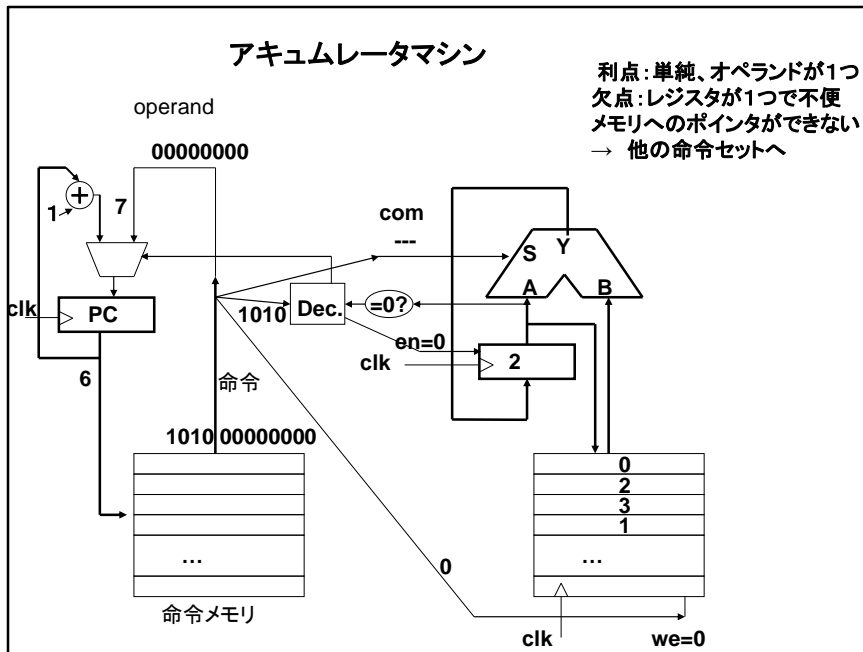 アキュムレータマシン
利点：単純、オペランドが１つ
欠点：レジスタが１つで不便
メモリへのポインタができない
→ 他の命令セットへ
operand
00000000
+
1
7
com
---
S Y
A B
clk
PC
1010
Dec.
=0?
en=0
clk
2
6
命令
1010 00000000
0
2
3
1
...
...
0
命令メモリ
clk
we=0